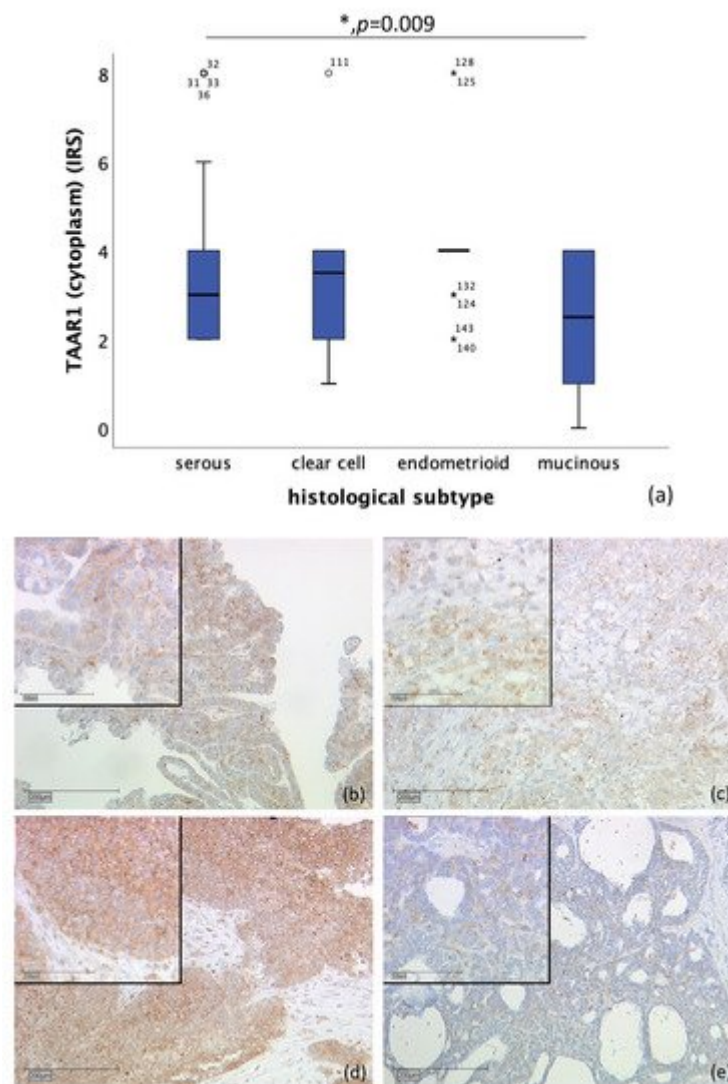 *,p=0.009
TAAR1 (cytoplasm) (IRS)
8
6
4
2
0
32
31 33
36
111
128
125
132
124
143
140
serous clear cell endometrioid mucinous
histological subtype
(a)
(b)
(c)
(d)
(e)